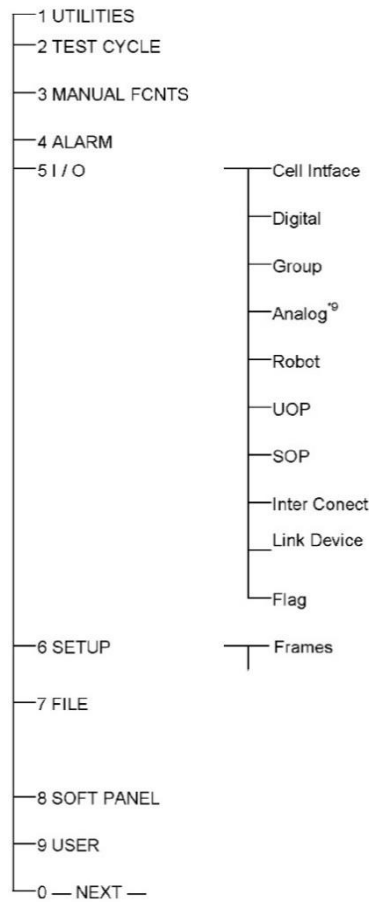 1 UTILITIES
2 TEST CYCLE
3 MANUAL FCNTS
4 ALARM
5 I / O
Cell Intface
Digital
Group
Analog*9
Robot
UOP
SOP
Inter Conect
Link Device
Flag
6 SETUP
Frames
7 FILE
8 SOFT PANEL
9 USER
0 — NEXT —